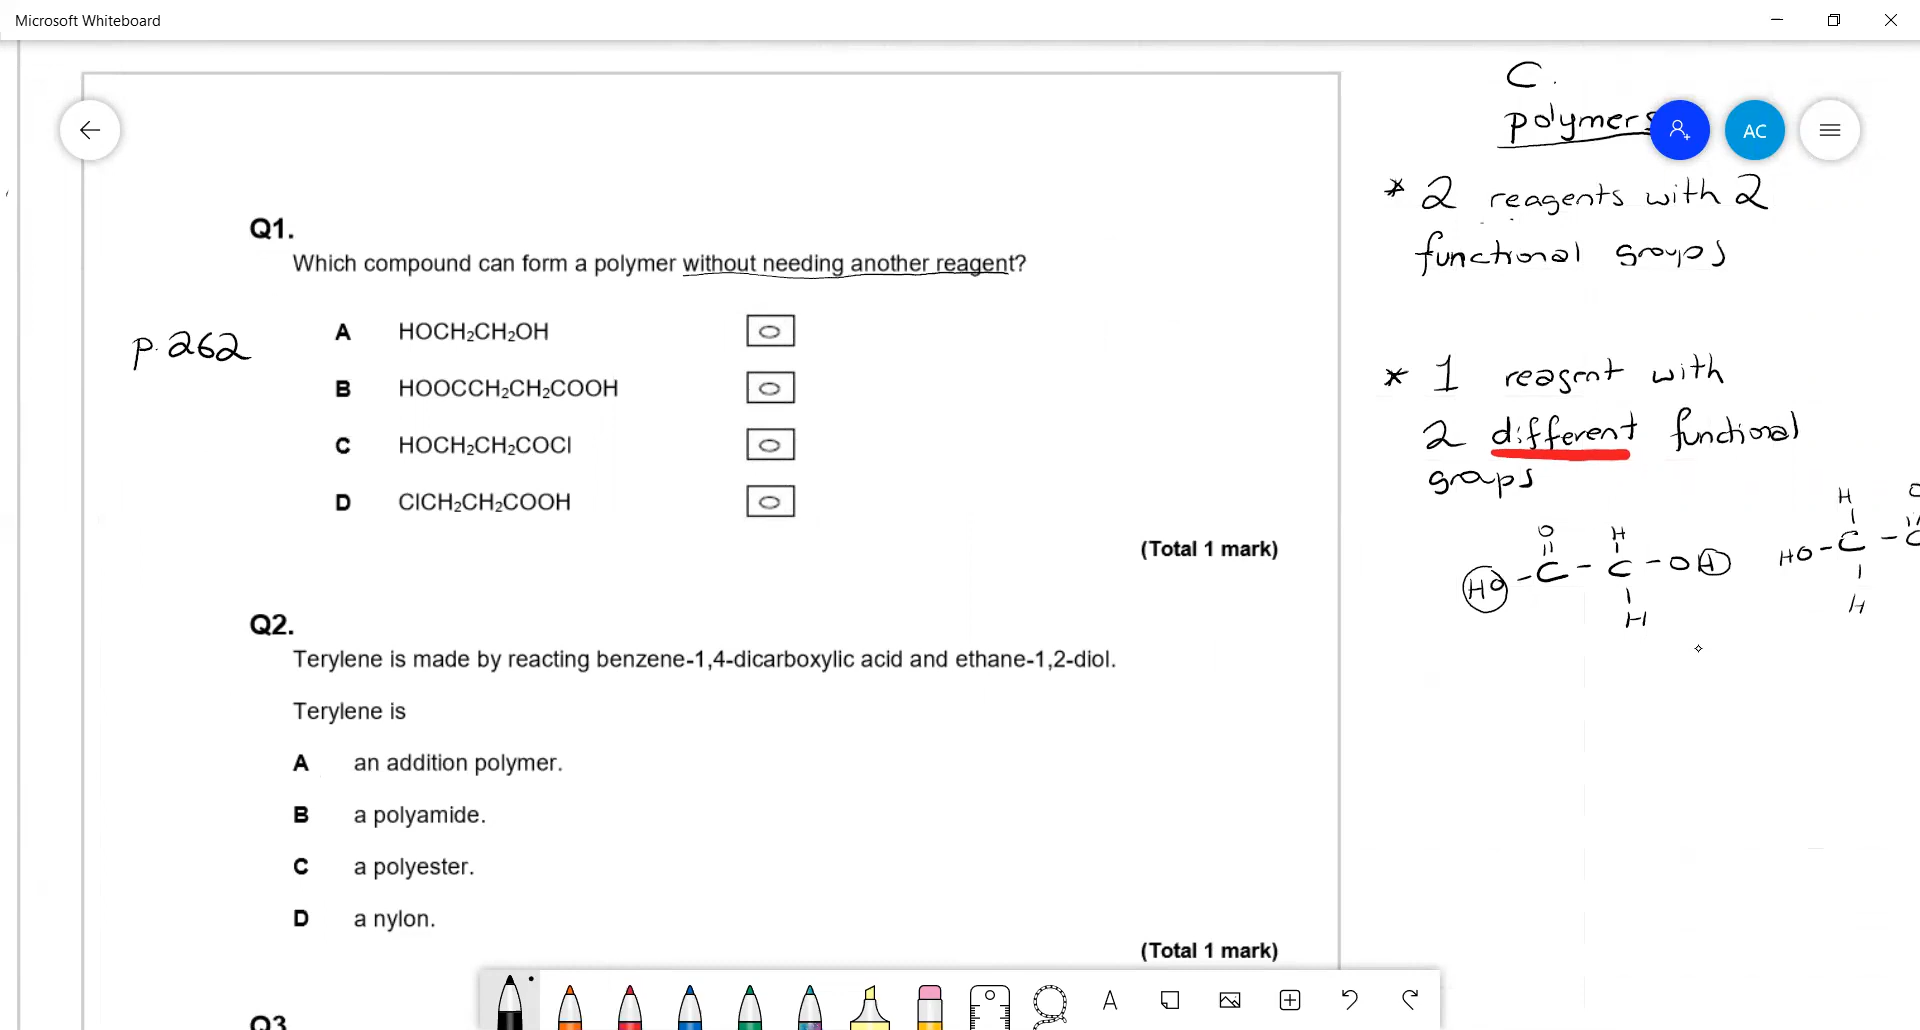 Microsoft Whiteboard
C.
polymers
AC
* 2 reagents with 2
functional groups
Q1.
Which compound can form a polymer without needing another reagent?
p.262
A HOCH₂CH₂OH
B HOOCCH₂CH₂COOH
C HOCH₂CH₂COCl
D ClCH₂CH₂COOH
(Total 1 mark)
* 1 reagent with
2 different functional
groups
O H H O
HO - C - C - OH HO - C - C
H H
Q2.
Terylene is made by reacting benzene-1,4-dicarboxylic acid and ethane-1,2-diol.
Terylene is
A an addition polymer.
B a polyamide.
C a polyester.
D a nylon.
(Total 1 mark)
A